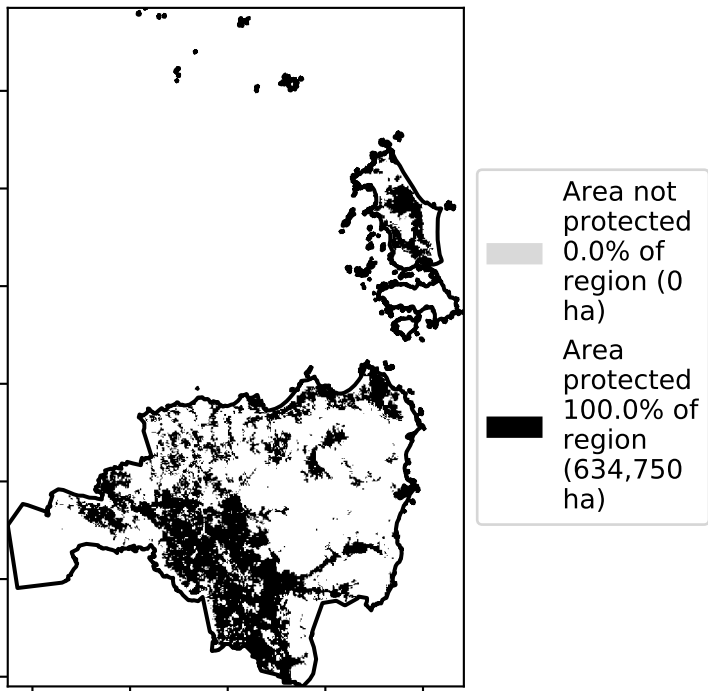 Area not
protected
0.0% of
region (0
ha)
Area
protected
100.0% of
region
(634,750
ha)